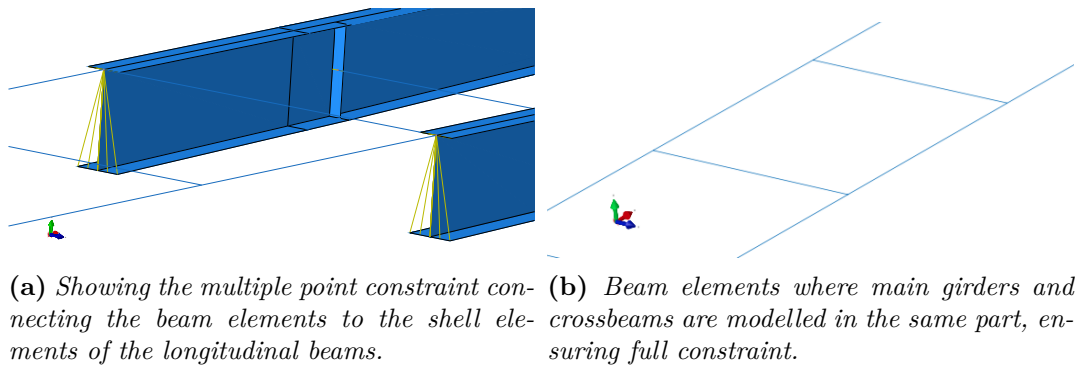 (a) Showing the multiple point constraint con-
necting the beam elements to the shell ele-
ments of the longitudinal beams.
(b) Beam elements where main girders and
crossbeams are modelled in the same part, en-
suring full constraint.